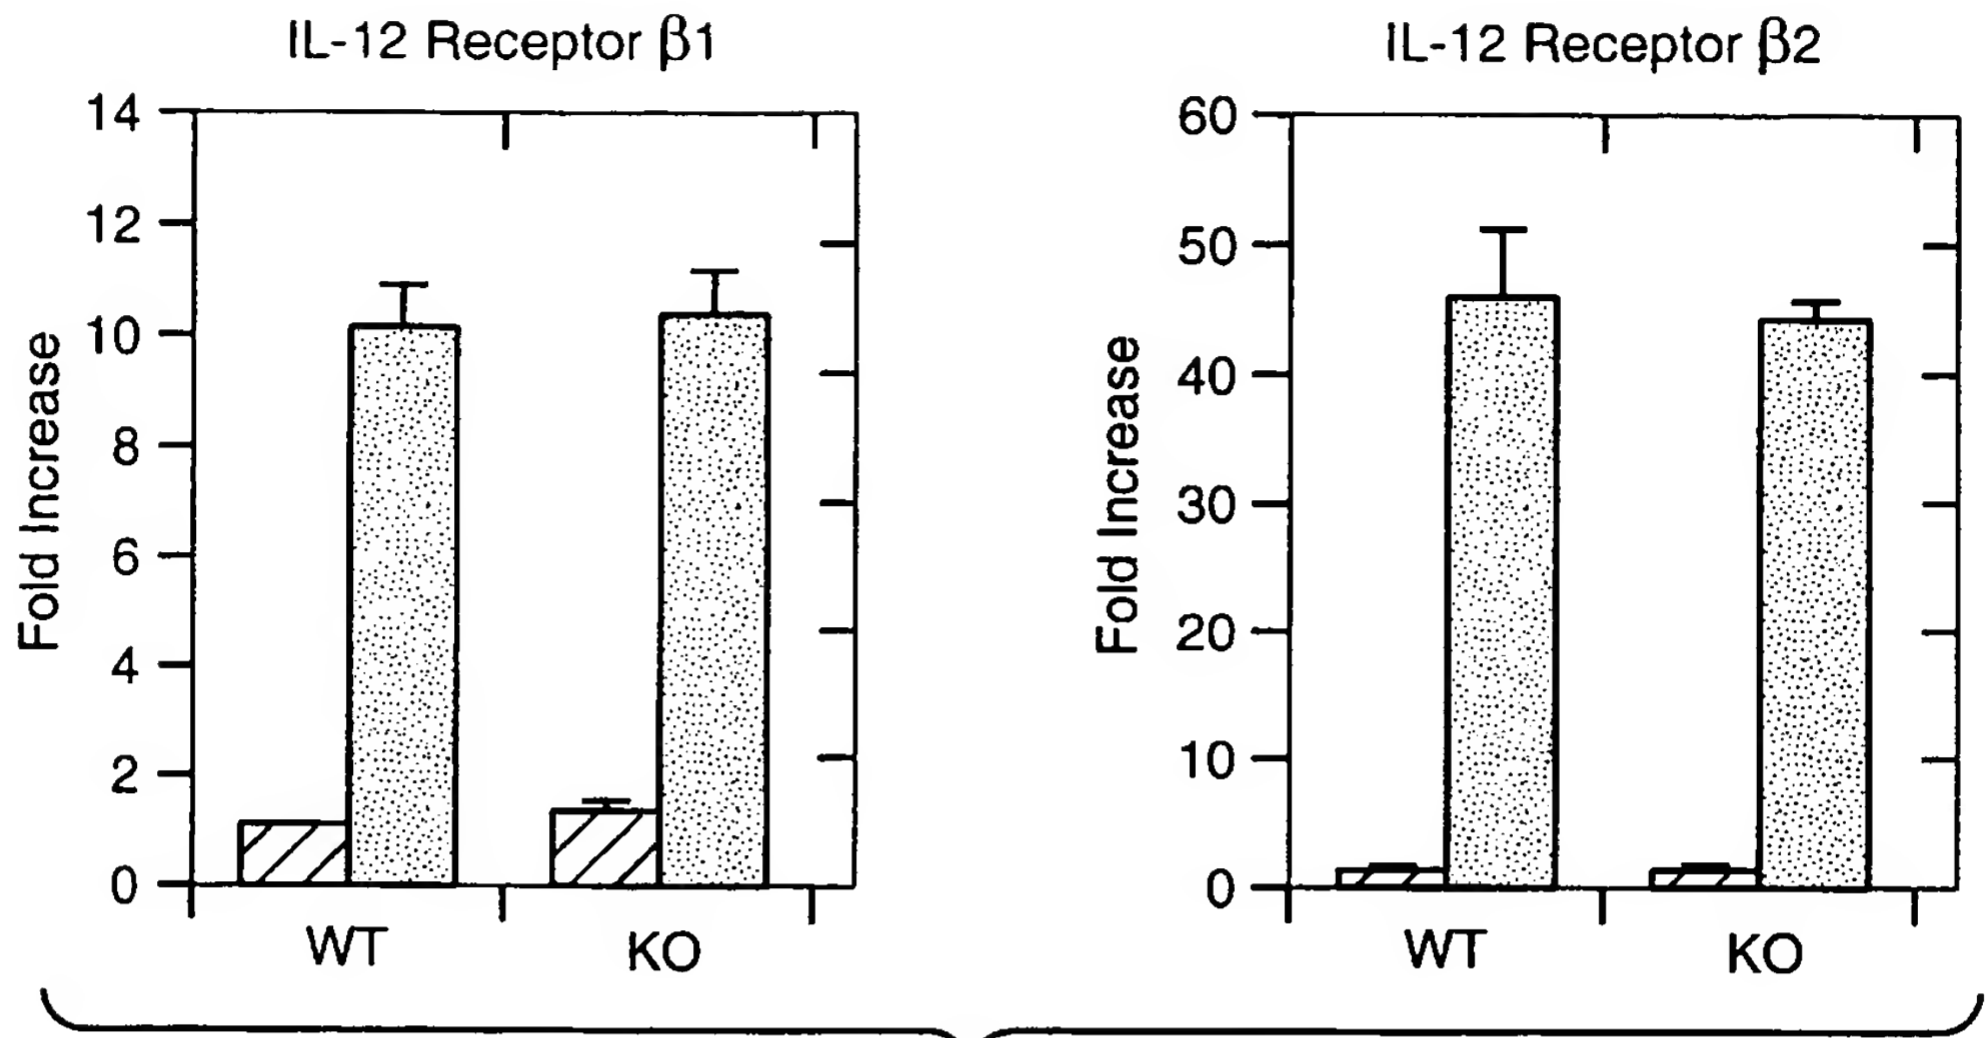 IL-12 Receptor β1
14
12
10
8
6
4
2
0
Fold Increase
WT KO
IL-12 Receptor β2
60
50
40
30
20
10
0
Fold Increase
WT KO